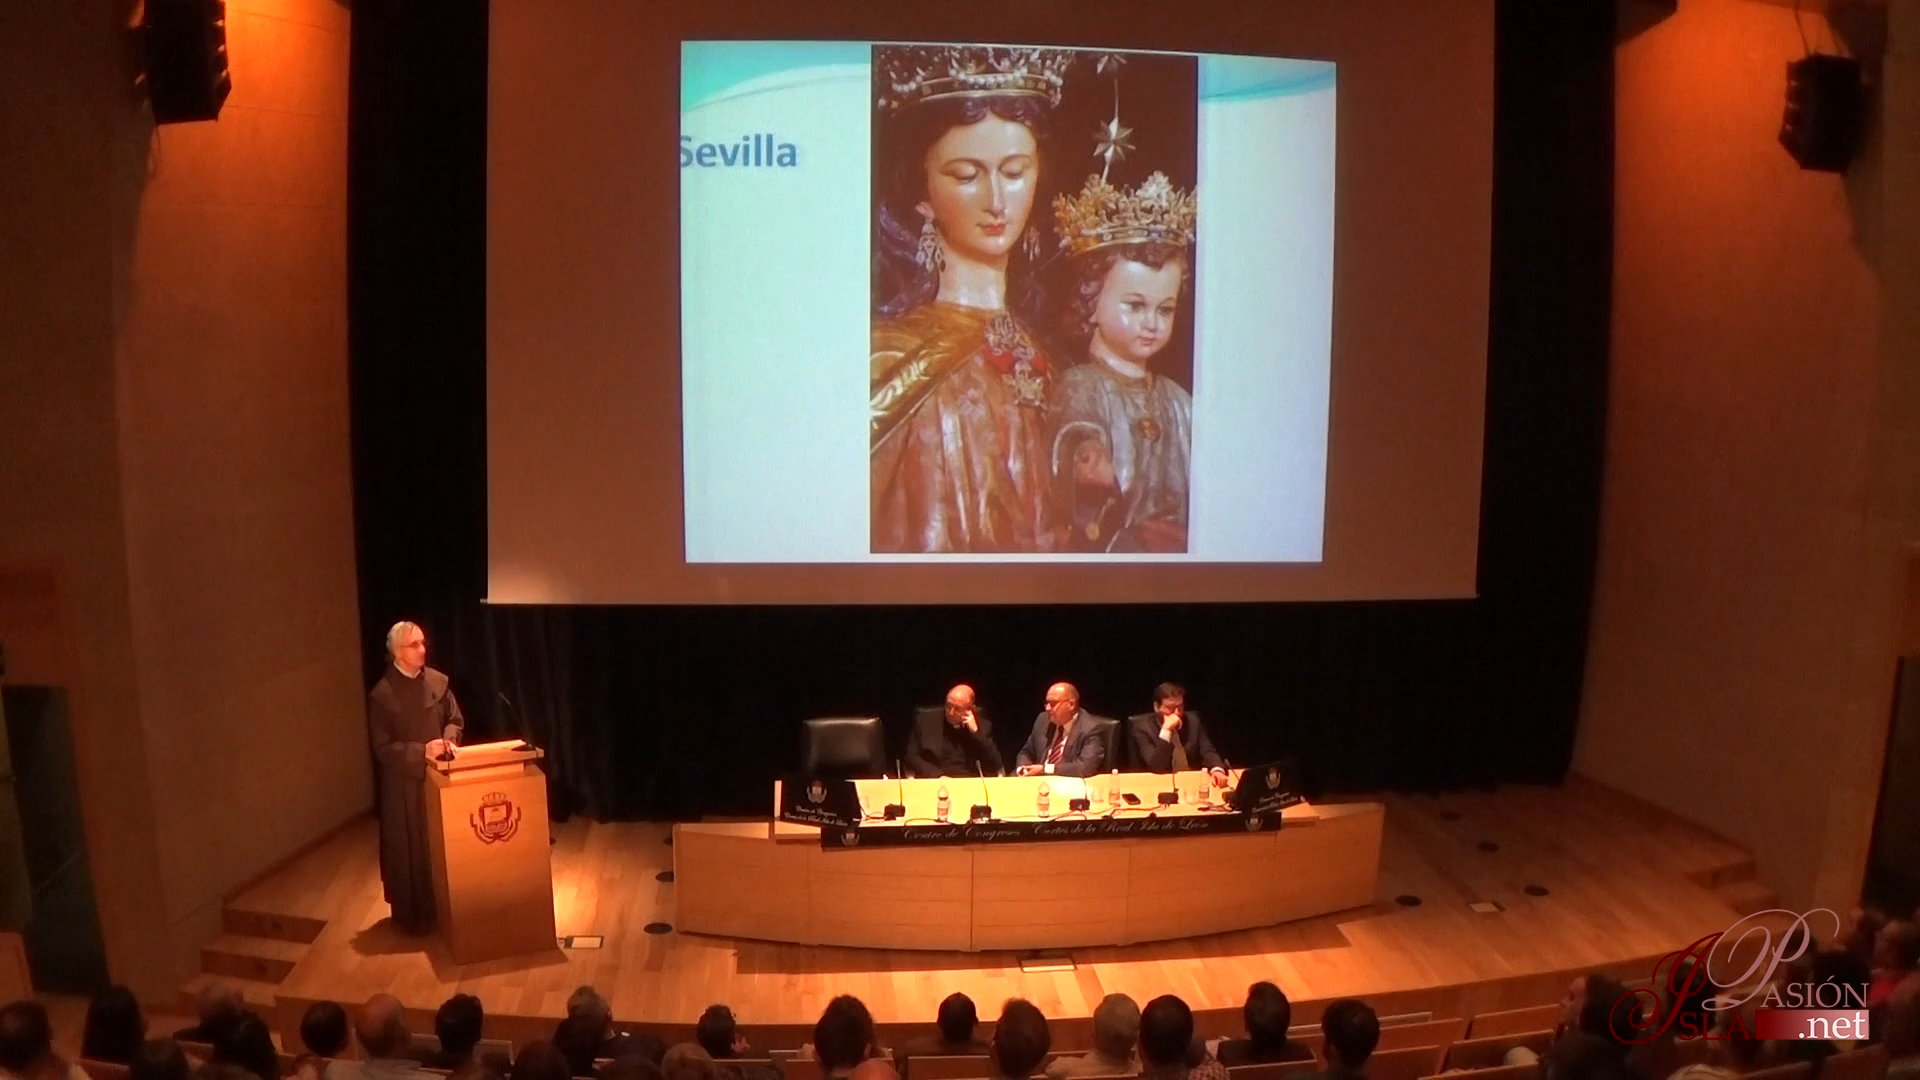 Sevilla
Centro de Congresos Cortes de la Real Isla de León
ISLA PASIÓN
.net